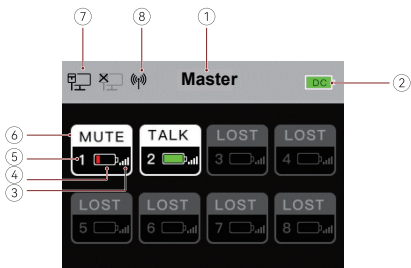 ⑦ ⑧ ①
Master DC ②
⑥ MUTE TALK LOST LOST
⑤ 1 2 3 4
④
③
LOST LOST LOST LOST
5 6 7 8